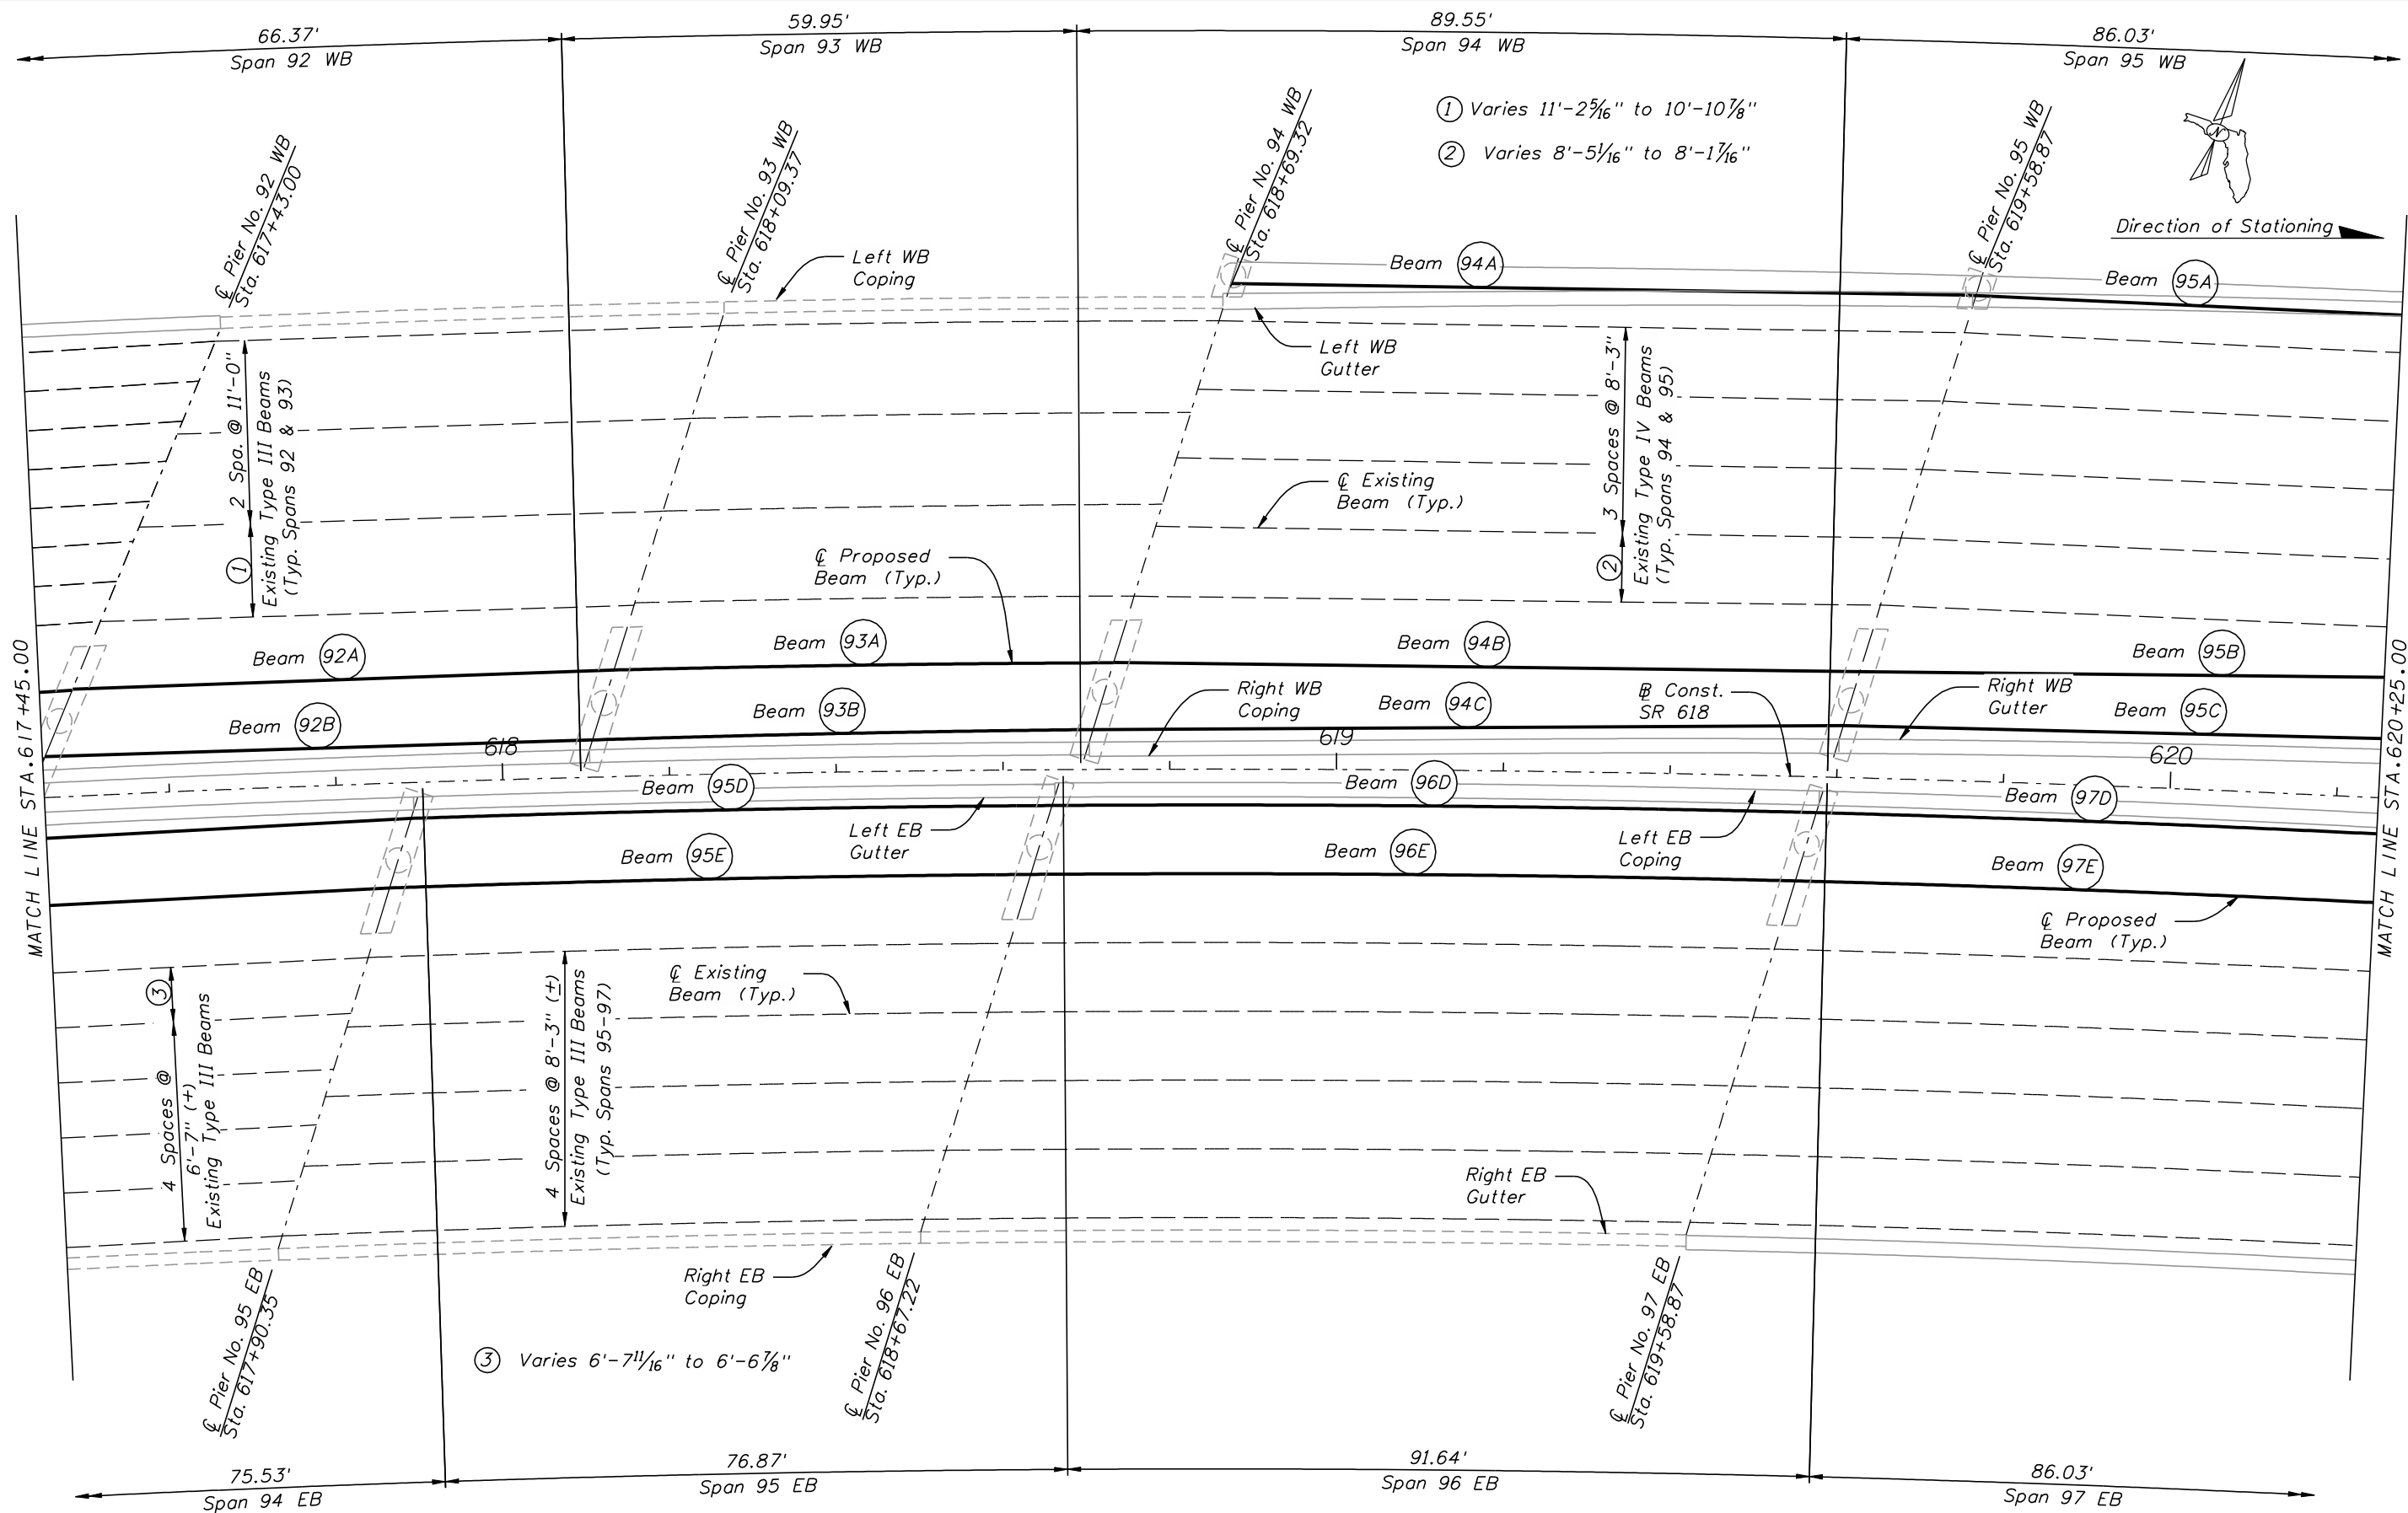 66.37'
Span 92 WB
59.95'
Span 93 WB
89.55'
Span 94 WB
86.03'
Span 95 WB
① Varies 11'-2 5/16" to 10'-10 7/8"
② Varies 8'-5 1/16" to 8'-1 7/16"
N
Direction of Stationing
℄ Pier No. 92 WB
Sta. 617+43.00
℄ Pier No. 93 WB
Sta. 618+09.37
℄ Pier No. 94 WB
Sta. 618+69.32
℄ Pier No. 95 WB
Sta. 619+58.87
Left WB
Coping
Beam 94A
Beam 95A
Left WB
Gutter
2 Spa. @ 11'-0"
①
Existing Type III Beams
(Typ. Spans 92 & 93)
3 Spaces @ 8'-3"
②
Existing Type IV Beams
(Typ. Spans 94 & 95)
℄ Existing
Beam (Typ.)
℄ Proposed
Beam (Typ.)
MATCH LINE STA.617+45.00
MATCH LINE STA.620+25.00
Beam 92A
Beam 93A
Beam 94B
Beam 95B
Beam 92B
Beam 93B
Right WB
Coping
Beam 94C
BL Const.
SR 618
Right WB
Gutter
Beam 95C
618
619
620
Beam 95D
Beam 96D
Beam 97D
Left EB
Gutter
Left EB
Coping
Beam 95E
Beam 96E
Beam 97E
℄ Proposed
Beam (Typ.)
③
4 Spaces @
6'-7" (+)
Existing Type III Beams
4 Spaces @ 8'-3" (±)
Existing Type III Beams
(Typ. Spans 95-97)
℄ Existing
Beam (Typ.)
Right EB
Gutter
Right EB
Coping
℄ Pier No. 95 EB
Sta. 617+90.35
℄ Pier No. 96 EB
Sta. 618+67.22
℄ Pier No. 97 EB
Sta. 619+58.87
③ Varies 6'-7 11/16" to 6'-6 7/8"
75.53'
Span 94 EB
76.87'
Span 95 EB
91.64'
Span 96 EB
86.03'
Span 97 EB